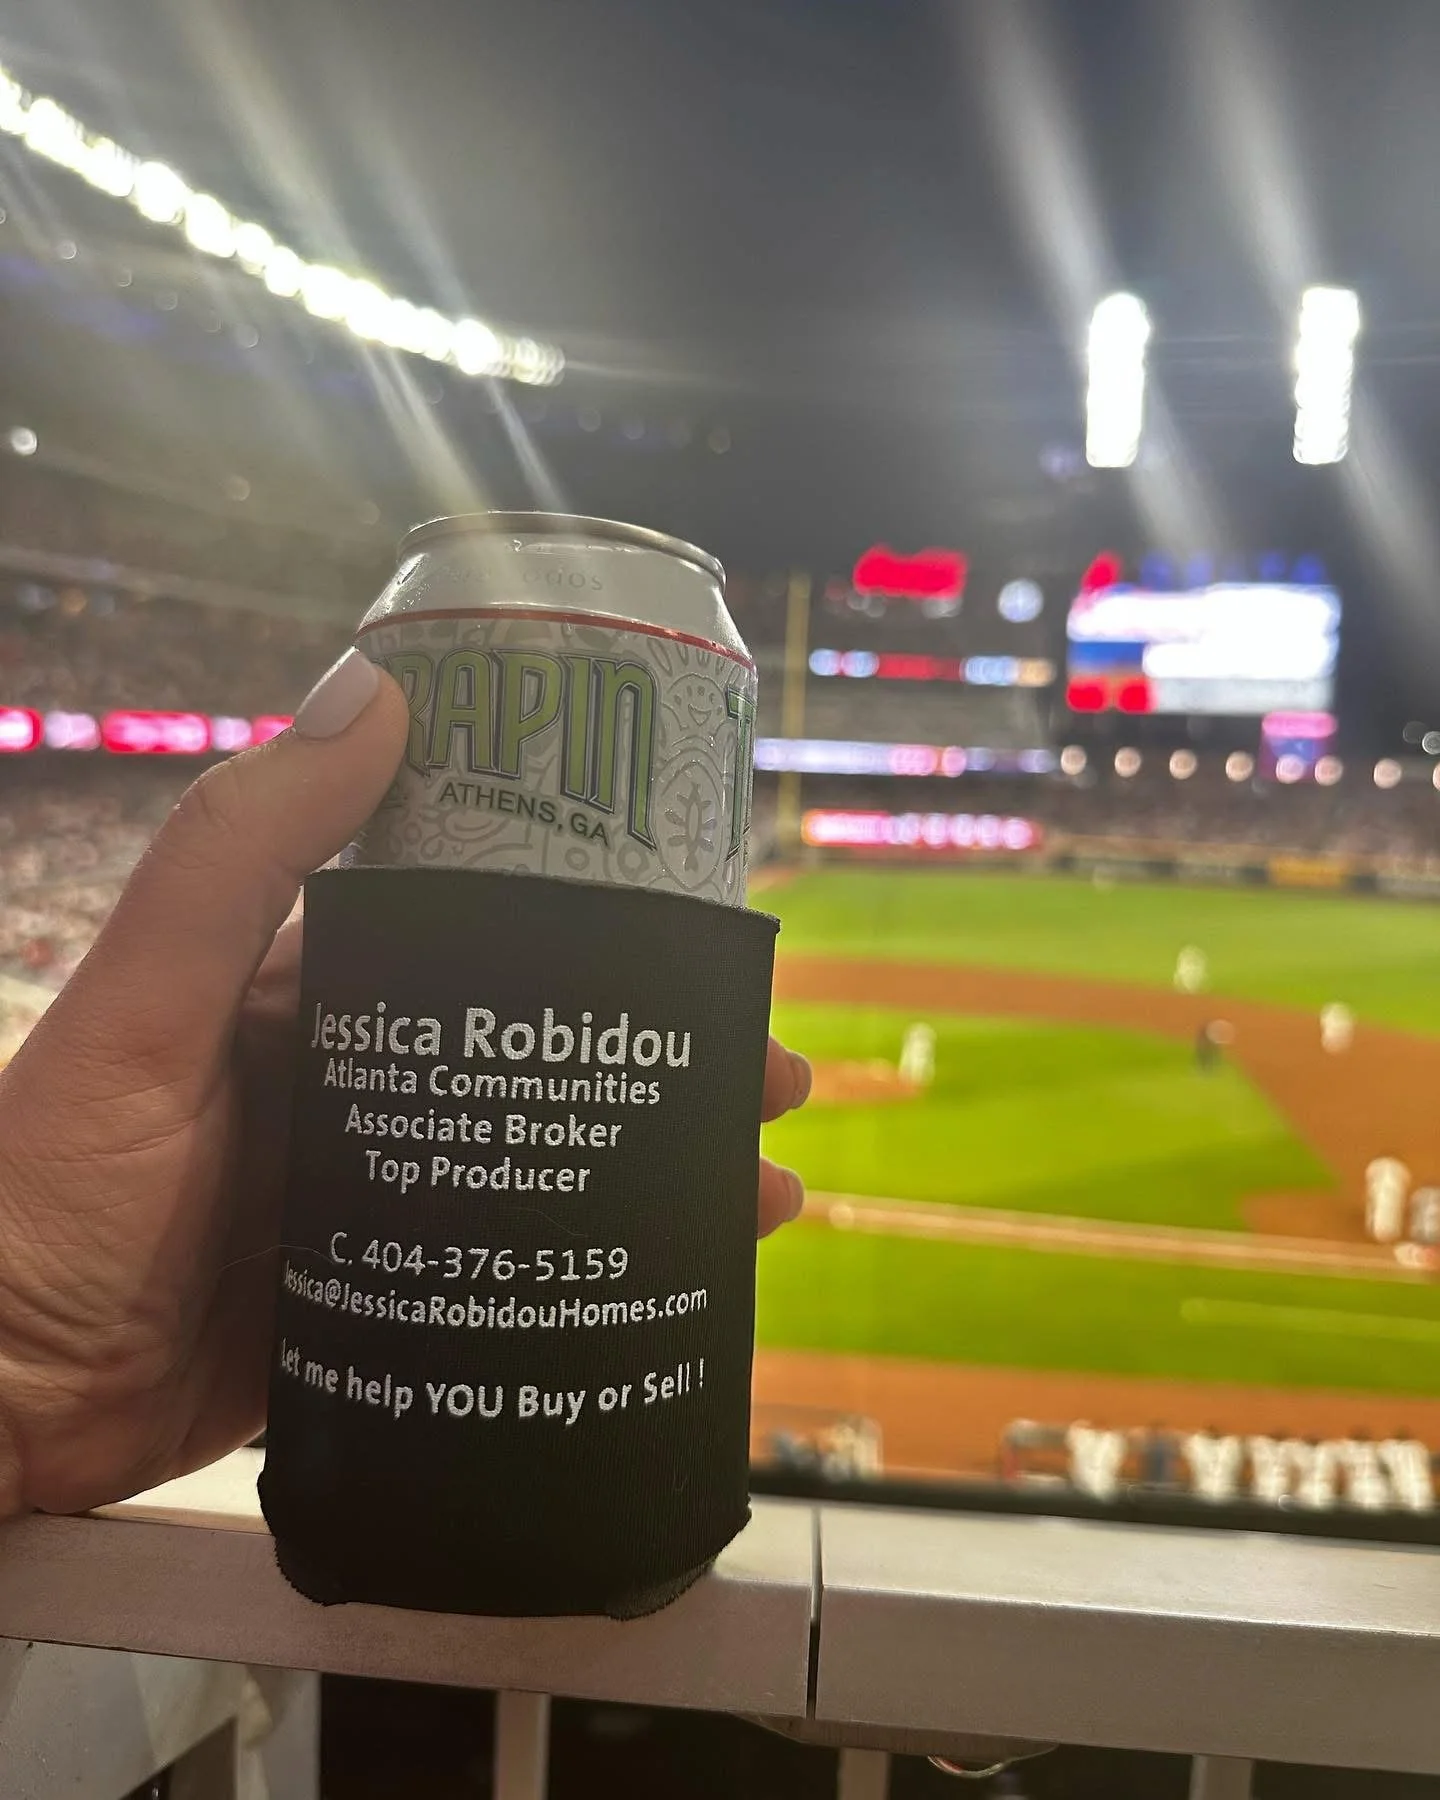 RAPIN
ATHENS, GA
Jessica Robidou
Atlanta Communities
Associate Broker
Top Producer
C. 404-376-5159
Jessica@JessicaRobidouHomes.com
Let me help YOU Buy or Sell !